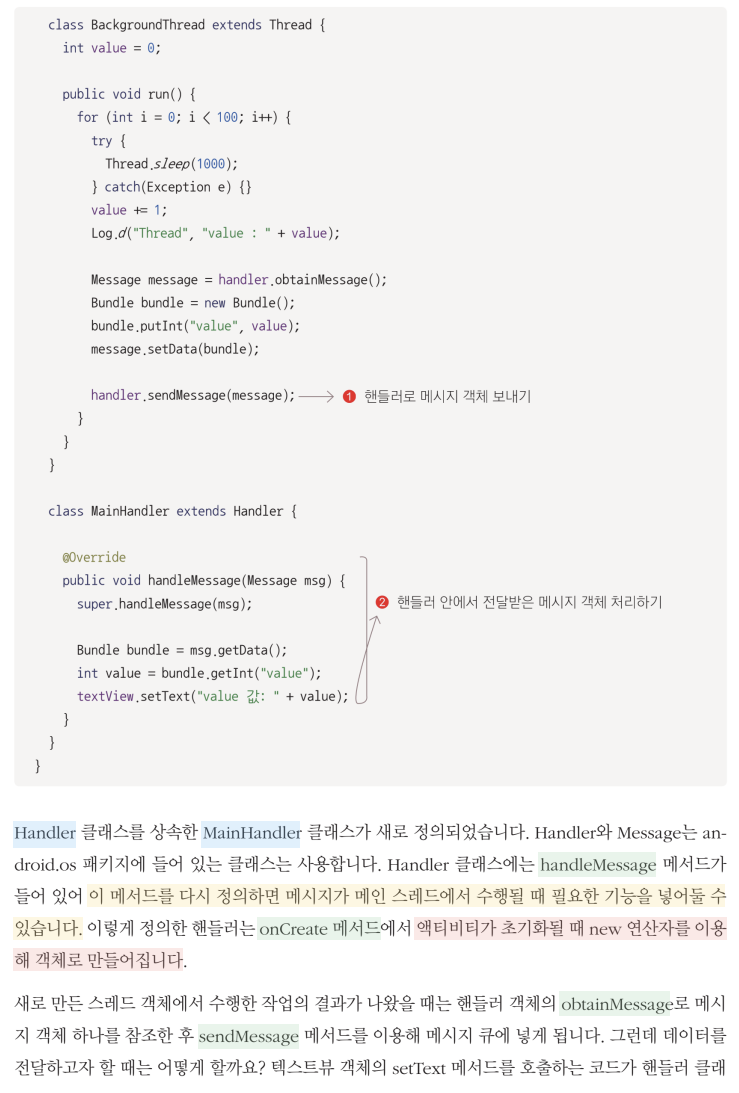 class BackgroundThread extends Thread {
int value = 0;
public void run() {
for (int i = 0; i < 100; i++) {
try {
Thread.sleep(1000);
} catch(Exception e) {}
value += 1;
Log.d("Thread", "value : " + value);
Message message = handler.obtainMessage();
Bundle bundle = new Bundle();
bundle.putInt("value", value);
message.setData(bundle);
handler.sendMessage(message); ❶ 핸들러로 메시지 객체 보내기
}
}
}
class MainHandler extends Handler {
@Override
public void handleMessage(Message msg) {
super.handleMessage(msg); ❷ 핸들러 안에서 전달받은 메시지 객체 처리하기
Bundle bundle = msg.getData();
int value = bundle.getInt("value");
textView.setText("value 값: " + value);
}
}
}
Handler 클래스를 상속한 MainHandler 클래스가 새로 정의되었습니다. Handler와 Message는 an-
droid.os 패키지에 들어 있는 클래스는 사용합니다. Handler 클래스에는 handleMessage 메서드가
들어 있어 이 메서드를 다시 정의하면 메시지가 메인 스레드에서 수행될 때 필요한 기능을 넣어둘 수
있습니다. 이렇게 정의한 핸들러는 onCreate 메서드에서 액티비티가 초기화될 때 new 연산자를 이용
해 객체로 만들어집니다.
새로 만든 스레드 객체에서 수행한 작업의 결과가 나왔을 때는 핸들러 객체의 obtainMessage로 메시
지 객체 하나를 참조한 후 sendMessage 메서드를 이용해 메시지 큐에 넣게 됩니다. 그런데 데이터를
전달하고자 할 때는 어떻게 할까요? 텍스트뷰 객체의 setText 메서드를 호출하는 코드가 핸들러 클래